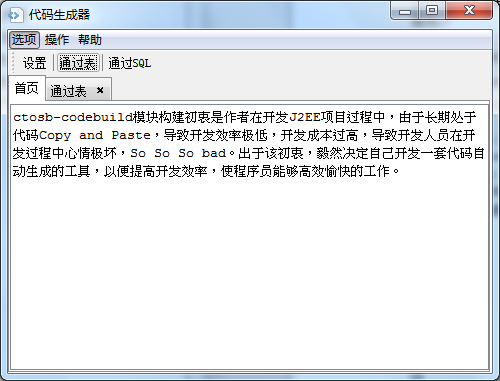 代码生成器
选项 操作 帮助
设置 通过表 通过SQL
首页 通过表 ×
ctosb-codebuild模块构建初衷是作者在开发J2EE项目过程中，由于长期处于
代码Copy and Paste，导致开发效率极低，开发成本过高，导致开发人员在开
发过程中心情极坏，So So So bad。出于该初衷，毅然决定自己开发一套代码自
动生成的工具，以便提高开发效率，使程序员能够高效愉快的工作。